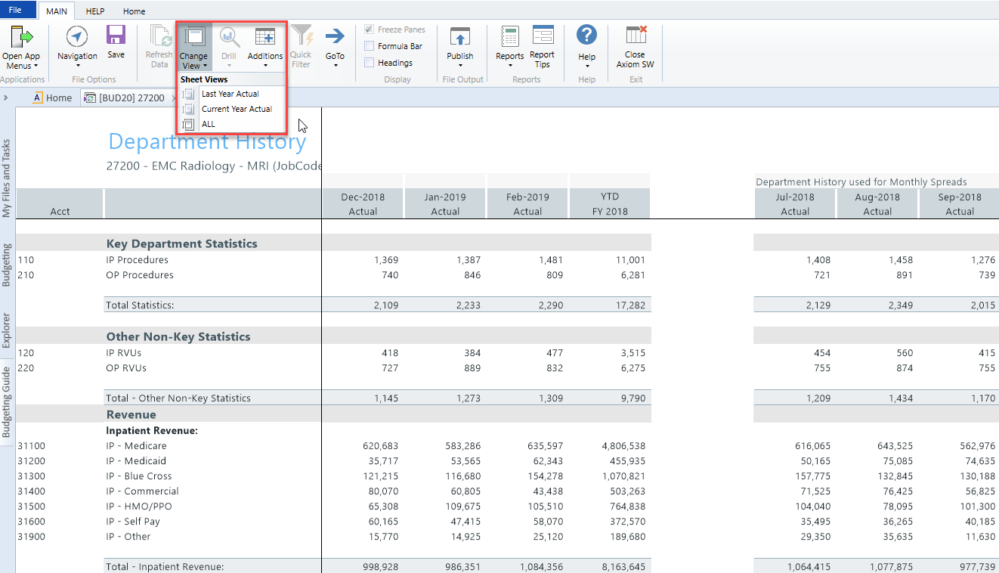 File MAIN HELP Home
Open App Menus Navigation Save Refresh Data Change View Drill Additions Quick Filter GoTo Freeze Panes Formula Bar Headings Publish Reports Report Tips Help Close Axiom SW
Applications File Options Display File Output Reports Help Exit
Sheet Views
Last Year Actual
Current Year Actual
ALL
A Home [BUD20] 27200
My Files and Tasks
Budgeting
Explorer
Budgeting Guide
Department History
27200 - EMC Radiology - MRI (JobCode
Department History used for Monthly Spreads
Dec-2018 Jan-2019 Feb-2019 YTD Jul-2018 Aug-2018 Sep-2018
Acct Actual Actual Actual FY 2018 Actual Actual Actual
Key Department Statistics
110 IP Procedures 1,369 1,387 1,481 11,001 1,408 1,458 1,276
210 OP Procedures 740 846 809 6,281 721 891 739
Total Statistics: 2,109 2,233 2,290 17,282 2,129 2,349 2,015
Other Non-Key Statistics
120 IP RVUs 418 384 477 3,515 454 560 415
220 OP RVUs 727 889 832 6,275 755 874 755
Total - Other Non-Key Statistics 1,145 1,273 1,309 9,790 1,209 1,434 1,170
Revenue
Inpatient Revenue:
31100 IP - Medicare 620,683 583,286 635,597 4,806,538 616,065 643,525 562,976
31200 IP - Medicaid 35,717 53,565 62,343 455,935 50,165 75,085 74,635
31300 IP - Blue Cross 121,215 116,680 154,278 1,070,821 157,775 132,845 130,188
31400 IP - Commercial 80,070 60,805 43,438 503,263 71,525 76,425 56,825
31500 IP - HMO/PPO 65,308 109,675 105,510 764,838 104,040 78,095 101,300
31600 IP - Self Pay 60,165 47,415 58,070 372,570 35,495 36,265 40,185
31900 IP - Other 15,770 14,925 25,120 189,680 29,350 35,635 11,630
Total - Inpatient Revenue: 998,928 986,351 1,084,356 8,163,645 1,064,415 1,077,875 977,739